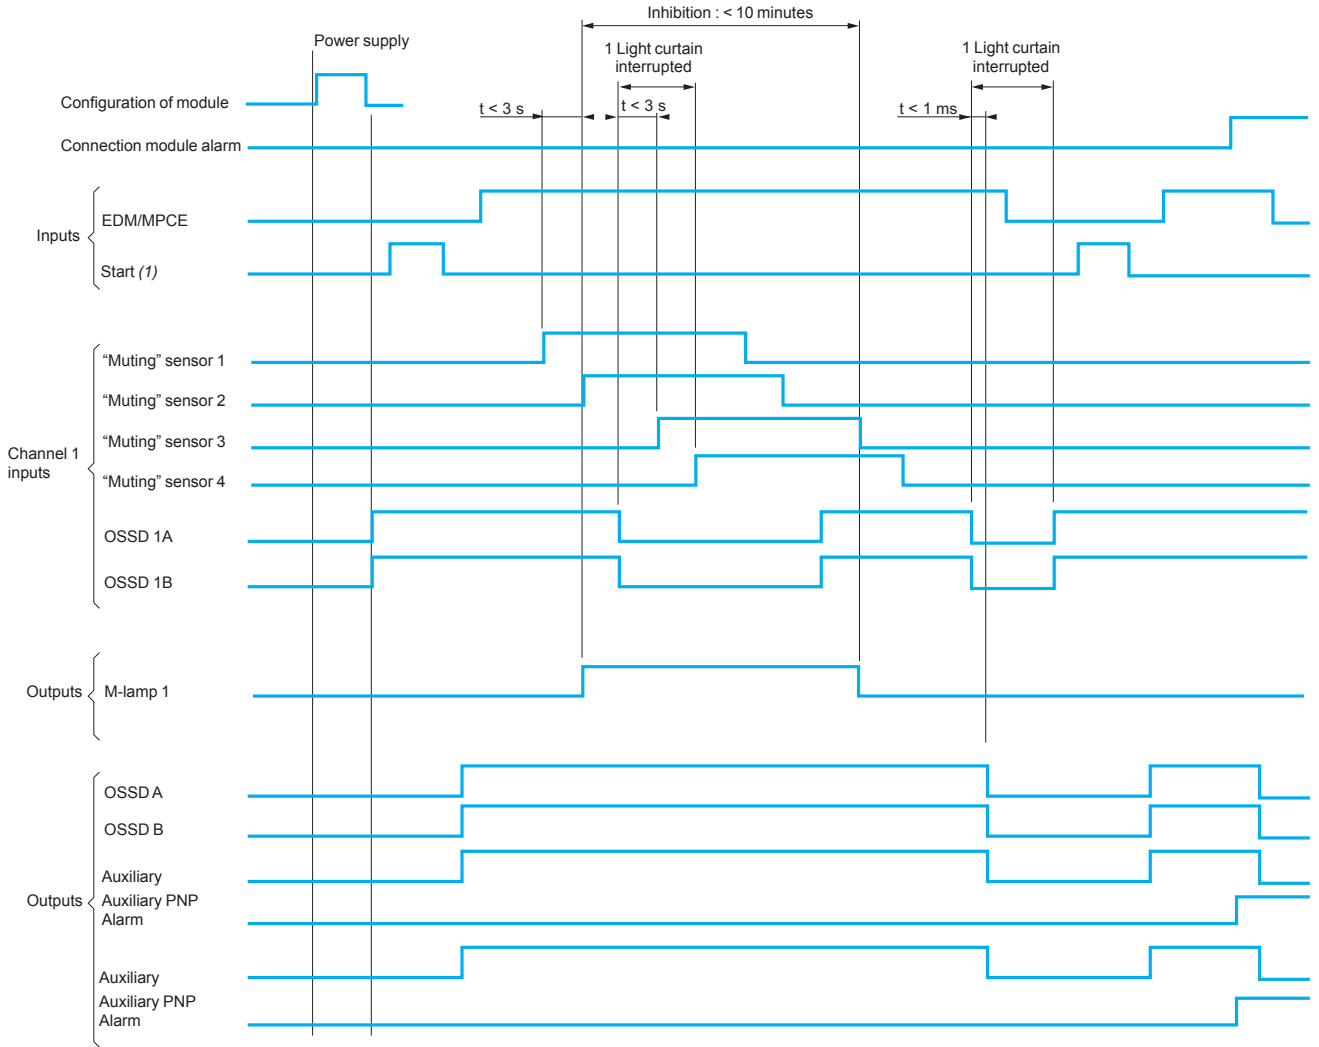 Inhibition : < 10 minutes
Power supply
1 Light curtain
interrupted
1 Light curtain
interrupted
Configuration of module
t < 3 s
t < 3 s
t < 1 ms
Connection module alarm
Inputs
EDM/MPCE
Start (1)
Channel 1
inputs
“Muting” sensor 1
“Muting” sensor 2
“Muting” sensor 3
“Muting” sensor 4
OSSD 1A
OSSD 1B
Outputs
M-lamp 1
Outputs
OSSD A
OSSD B
Auxiliary
Auxiliary PNP
Alarm
Auxiliary
Auxiliary PNP
Alarm